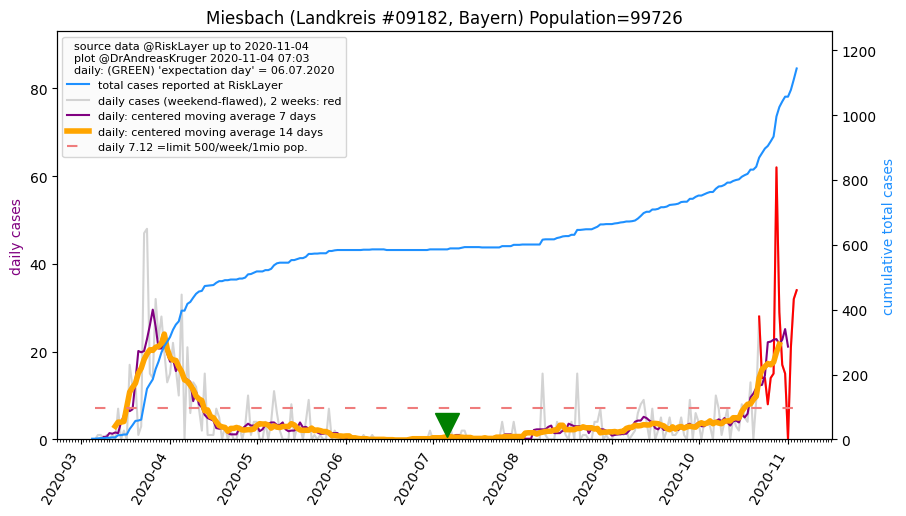 Miesbach (Landkreis #09182, Bayern) Population=99726
source data @RiskLayer up to 2020-11-04
plot @DrAndreasKruger 2020-11-04 07:03
daily: (GREEN) 'expectation day' = 06.07.2020
total cases reported at RiskLayer
daily cases (weekend-flawed), 2 weeks: red
daily: centered moving average 7 days
daily: centered moving average 14 days
daily 7.12 =limit 500/week/1mio pop.
daily cases
80
60
40
20
0
cumulative total cases
1200
1000
800
600
400
200
0
2020-03
2020-04
2020-05
2020-06
2020-07
2020-08
2020-09
2020-10
2020-11